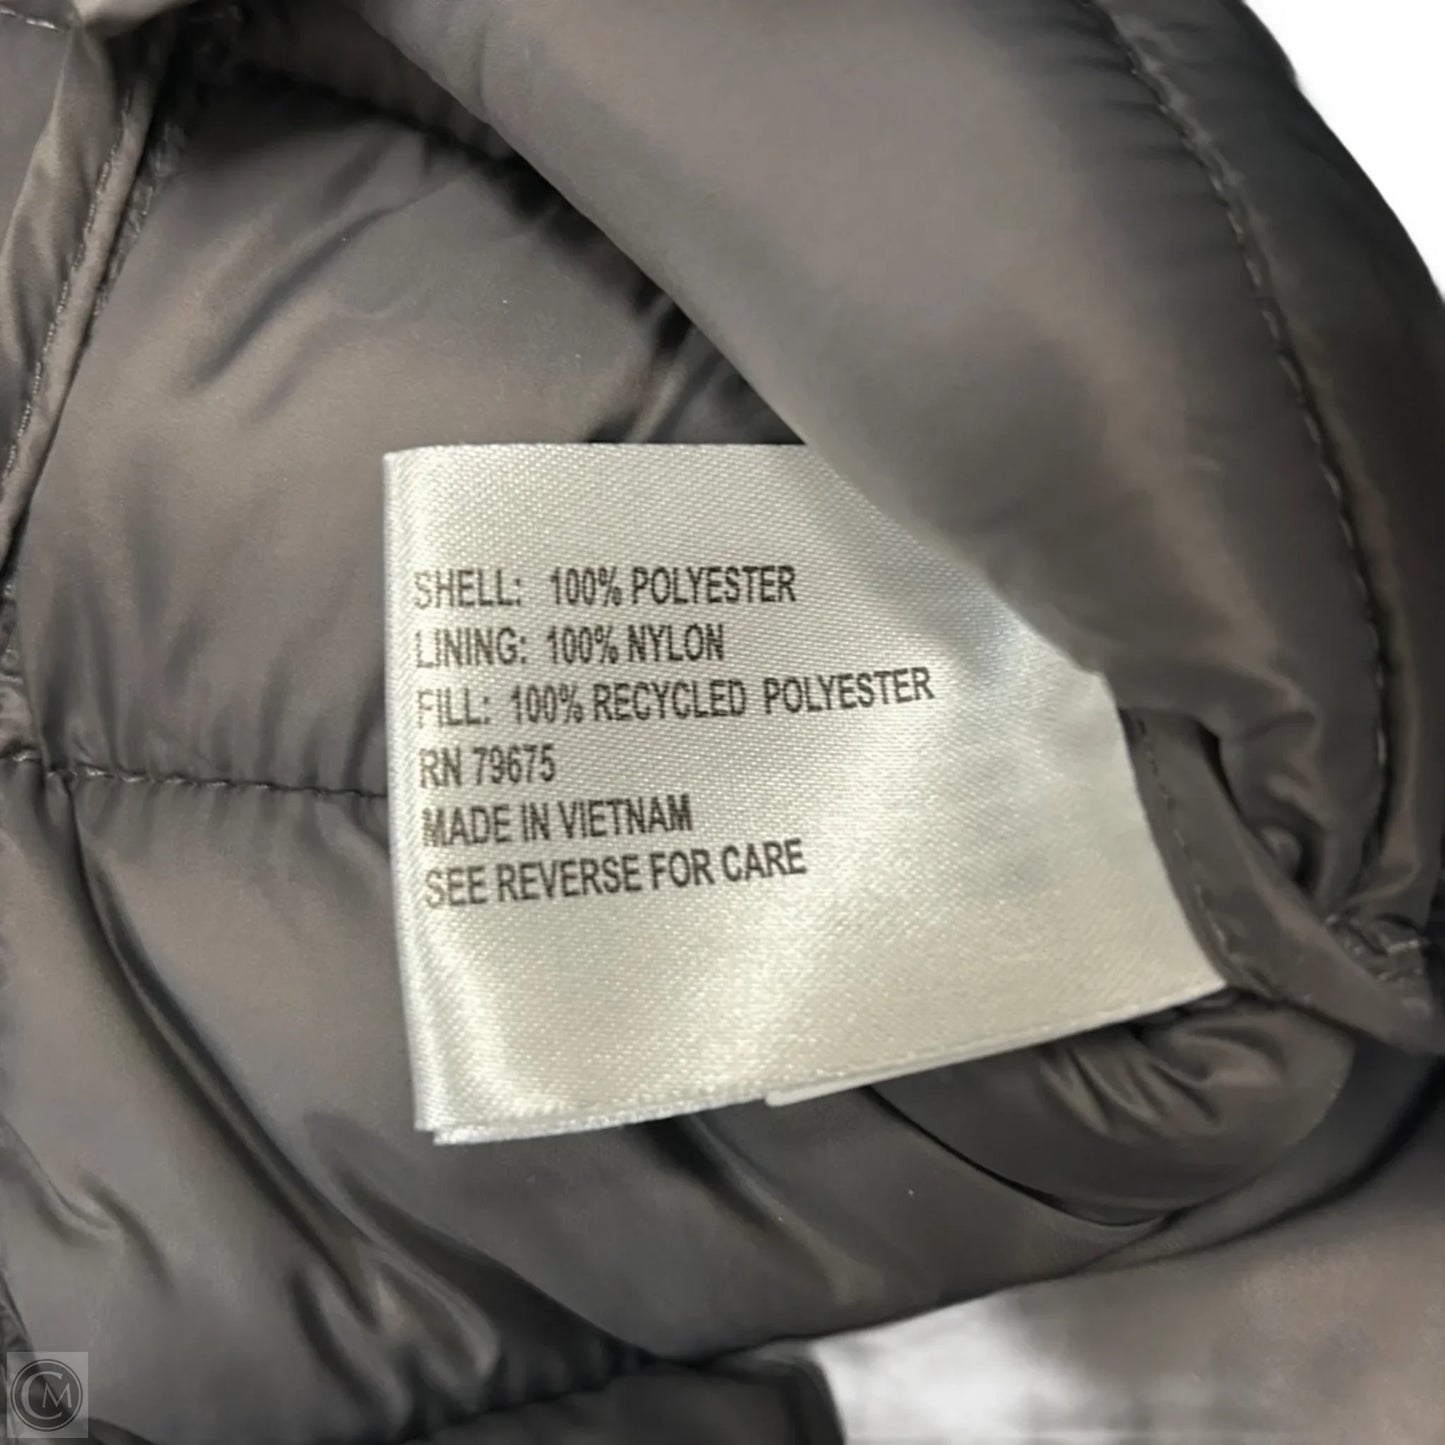 SHELL: 100% POLYESTER
LINING: 100% NYLON
FILL: 100% RECYCLED POLYESTER
RN 79675
MADE IN VIETNAM
SEE REVERSE FOR CARE
CM